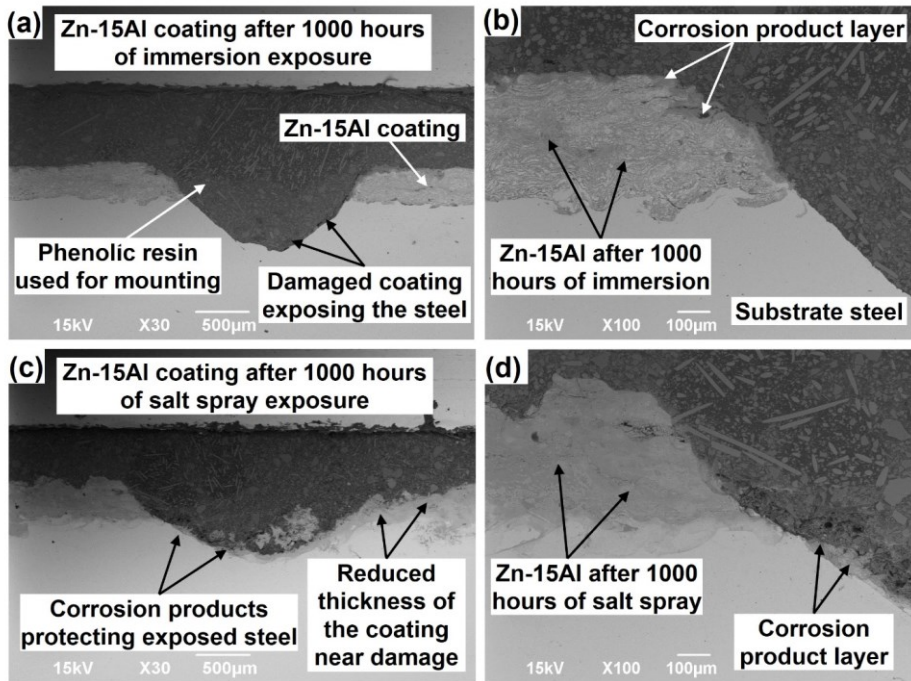 (a)
Zn-15Al coating after 1000 hours
of immersion exposure
Zn-15Al coating
Phenolic resin
used for mounting
Damaged coating
exposing the steel
15kV X30 500µm
(b)
Corrosion product layer
Zn-15Al after 1000
hours of immersion
Substrate steel
15kV X100 100µm
(c)
Zn-15Al coating after 1000 hours
of salt spray exposure
Corrosion products
protecting exposed steel
Reduced
thickness of
the coating
near damage
15kV X30 500µm
(d)
Zn-15Al after 1000
hours of salt spray
Corrosion
product layer
15kV X100 100µm